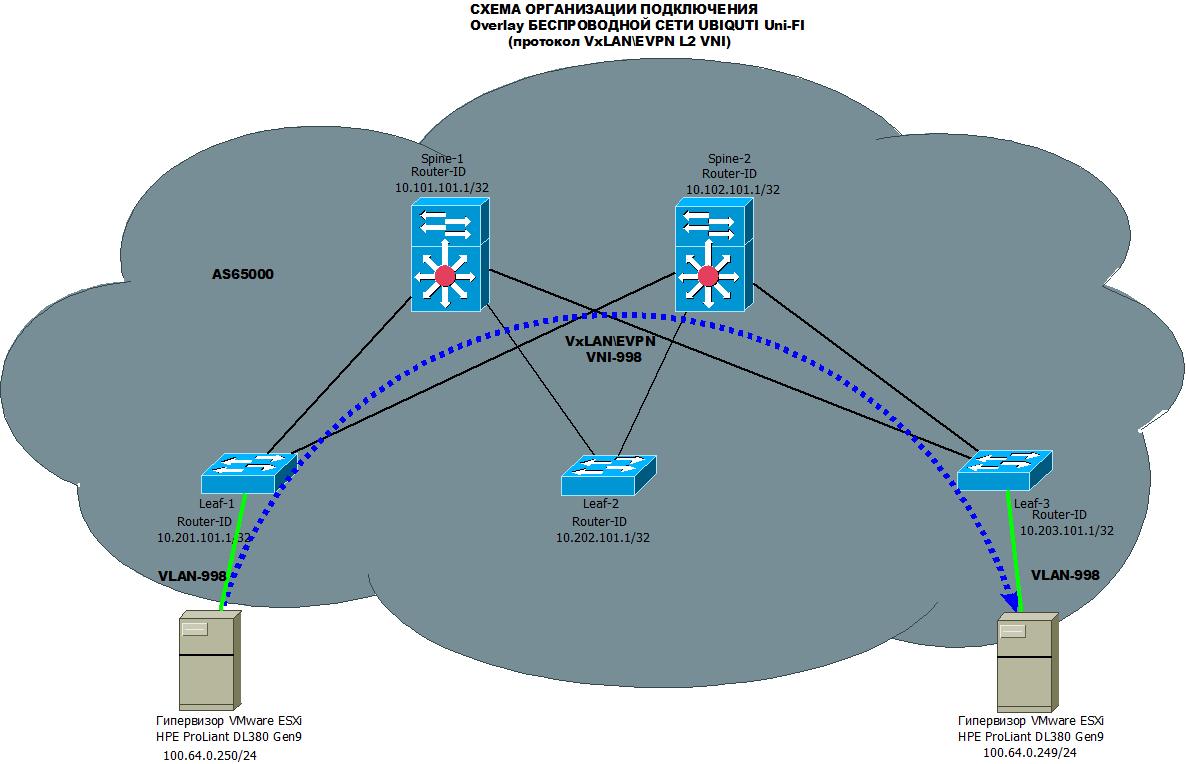 СХЕМА ОРГАНИЗАЦИИ ПОДКЛЮЧЕНИЯ
Overlay БЕСПРОВОДНОЙ СЕТИ UBIQUTI Uni-FI
(протокол VxLAN\EVPN L2 VNI)
Spine-1
Router-ID
10.101.101.1/32
Spine-2
Router-ID
10.102.101.1/32
AS65000
VxLAN\EVPN
VNI-998
Leaf-1
Router-ID
10.201.101.1/32
Leaf-2
Router-ID
10.202.101.1/32
Leaf-3
Router-ID
10.203.101.1/32
VLAN-998
VLAN-998
Гипервизор VMware ESXi
HPE ProLiant DL380 Gen9
100.64.0.250/24
Гипервизор VMware ESXi
HPE ProLiant DL380 Gen9
100.64.0.249/24